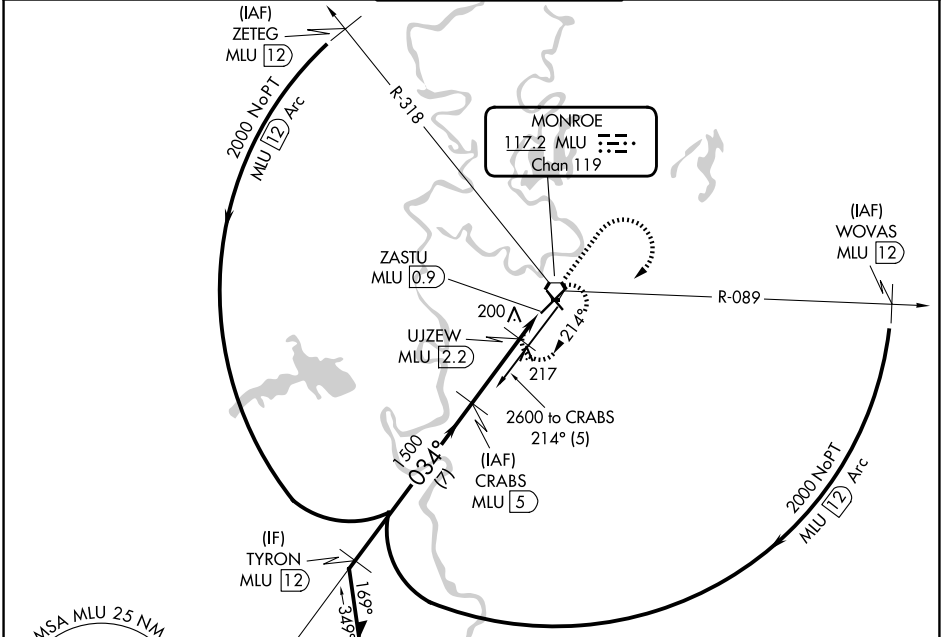 (IAF)
ZETEG
MLU 12
2000 NoPT
MLU 12 Arc
R-318
MONROE
117.2 MLU
Chan 119
(IAF)
WOVAS
MLU 12
R-089
ZASTU
MLU 0.9
200
UJZEW
MLU 2.2
214°
217
2600 to CRABS
214° (5)
(IAF)
CRABS
MLU 5
1500
034°
(7)
2000 NoPT
MLU 12 Arc
(IF)
TYRON
MLU 12
169°
349°
MSA MLU 25 NM